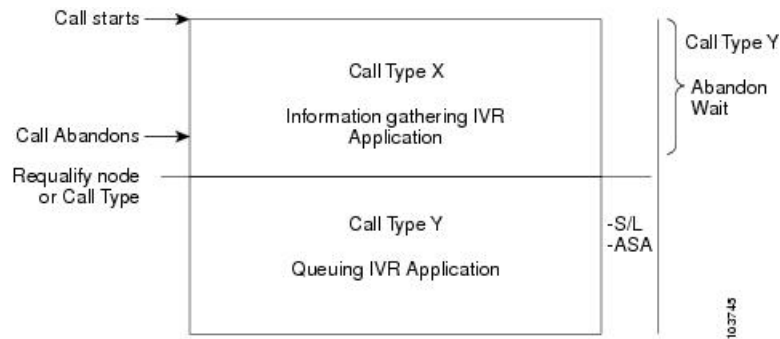 Call starts
Call Type X
Information gathering IVR
Application
Call Type Y
Abandon
Wait
Call Abandons
Requalify node
or Call Type
Call Type Y
Queuing IVR Application
-S/L
-ASA
103745